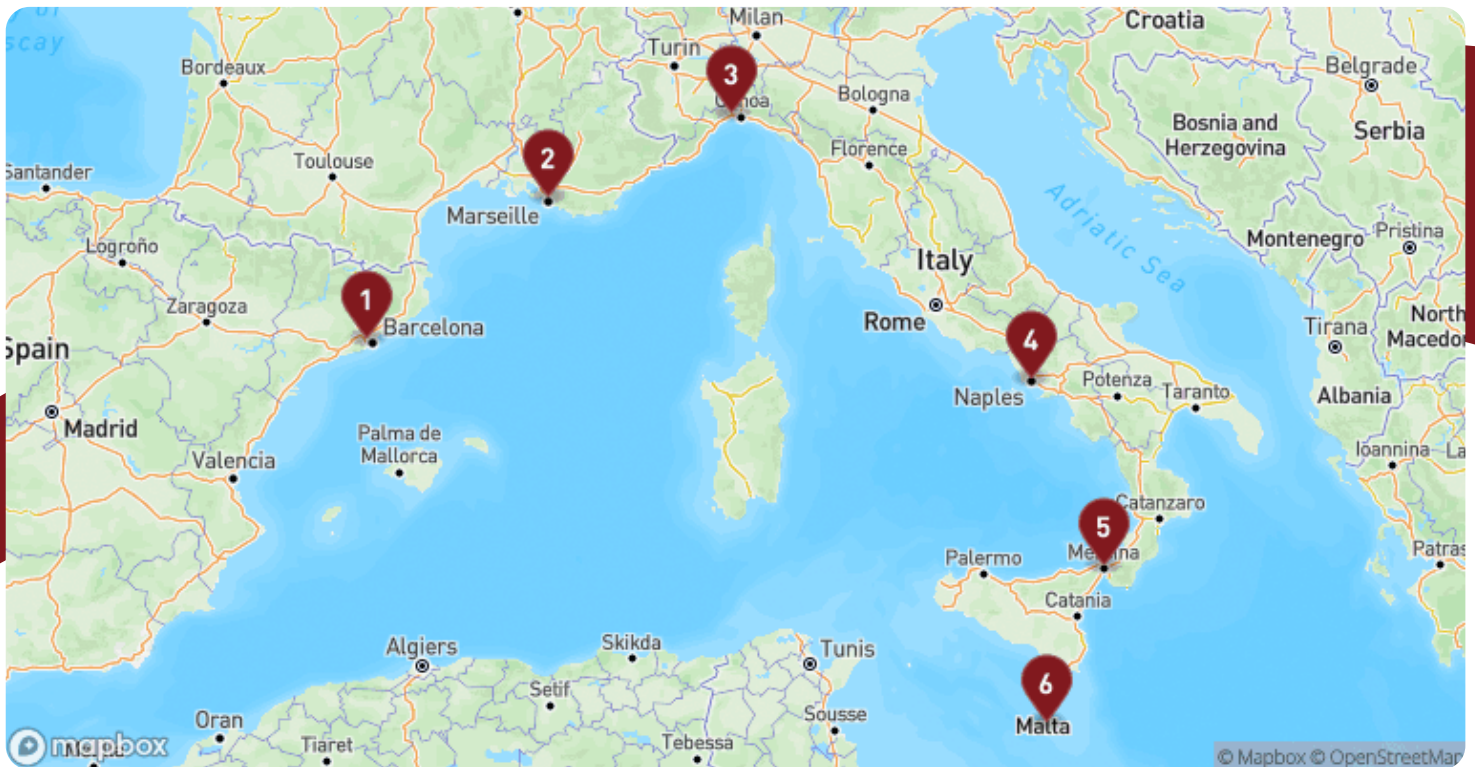 y of
scay
Milan
Croatia
Turin
Bordeaux
3
Belgrade
Bologna
Bosnia and
Herzegovina
Serbia
Toulouse
2
Florence
Santander
Adriatic Sea
Marseille
Logroño
Montenegro
Pristina
Italy
1
Zaragoza
Barcelona
Rome
North
Macedo
Tirana
4
Spain
Potenza
Taranto
Naples
Albania
Madrid
Palma de
Mallorca
Ioannina
La
Valencia
Catanzaro
5
Palermo
Patras
Catania
Algiers
Skikda
Tunis
6
Setif
Malta
Sousse
Oran
Tiaret
Tebessa
mapbox
© Mapbox © OpenStreetMap